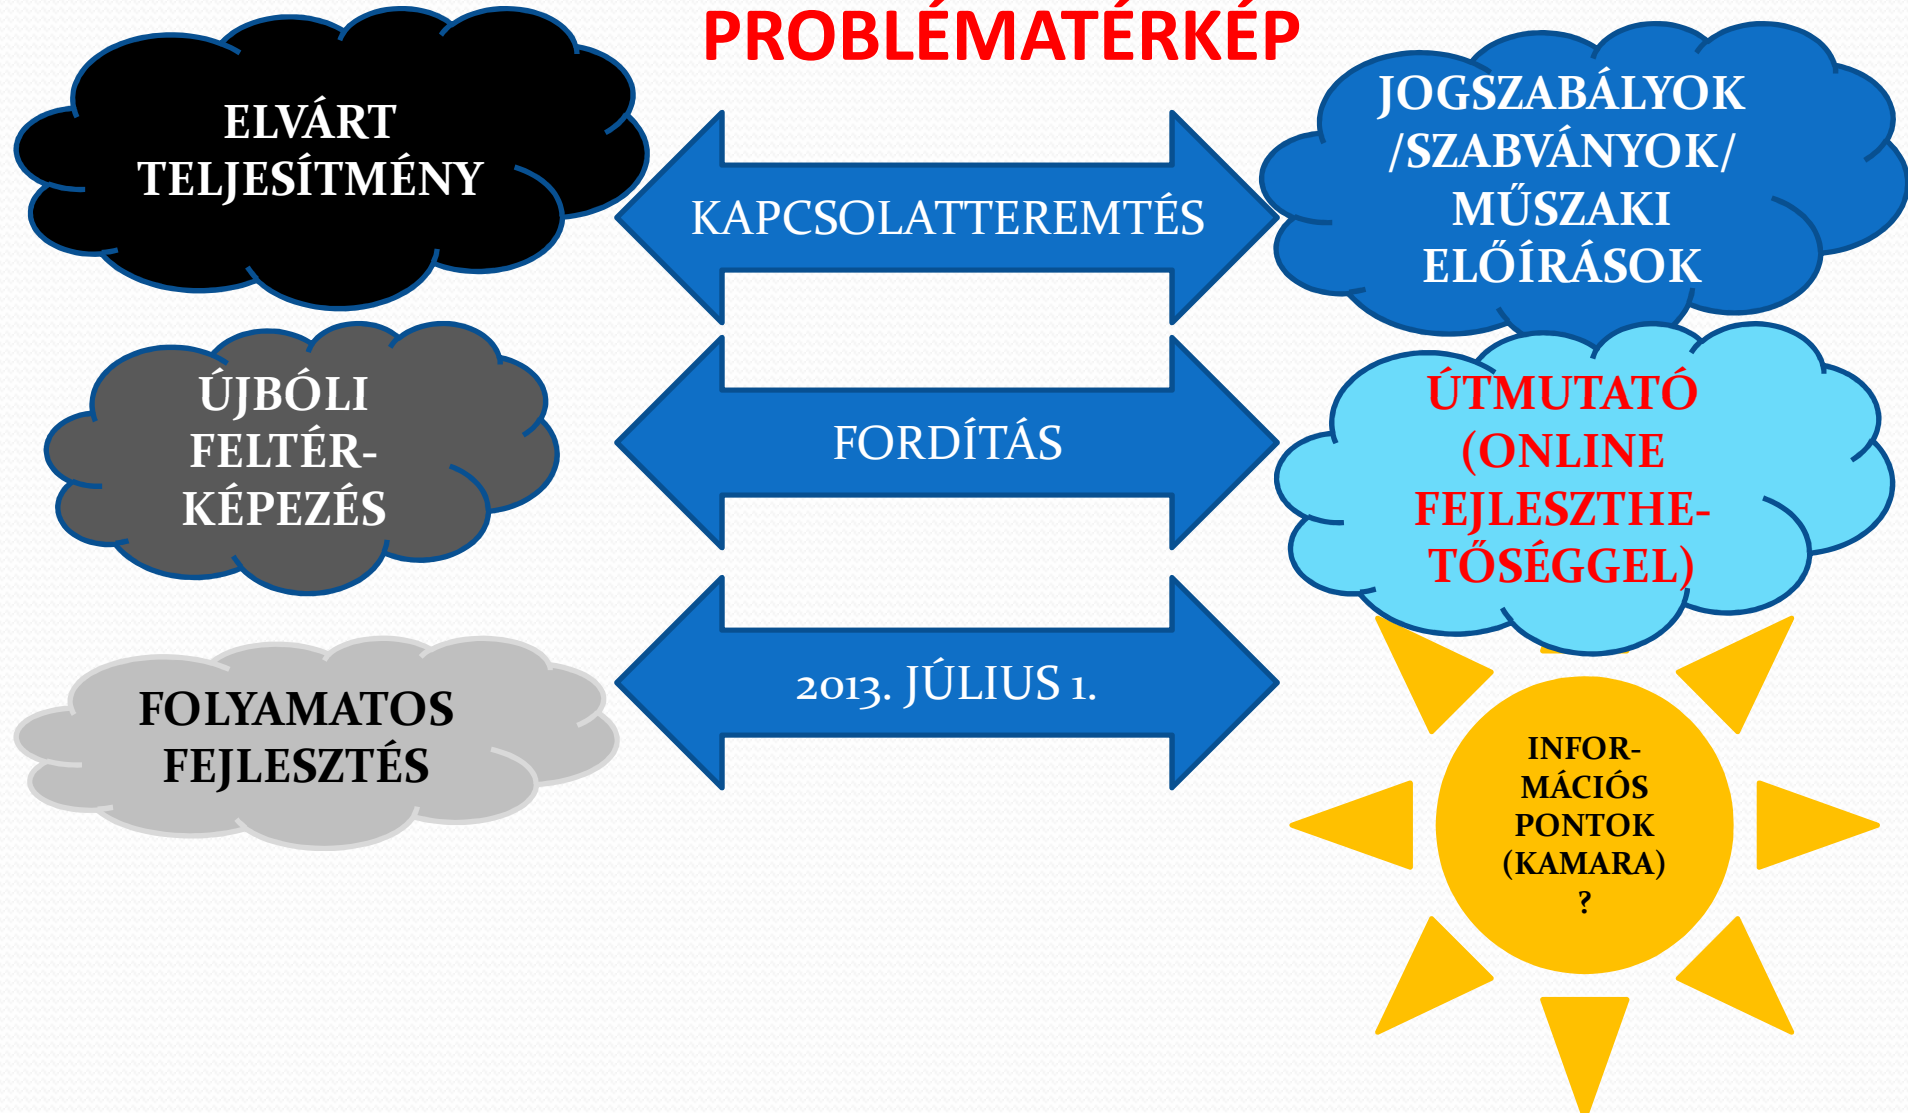 PROBLÉMATÉRKÉP
ELVÁRT
TELJESÍTMÉNY
KAPCSOLATTEREMTÉS
JOGSZABÁLYOK
/SZABVÁNYOK/
MŰSZAKI
ELŐÍRÁSOK
ÚJBÓLI
FELTÉR-
KÉPEZÉS
FORDÍTÁS
ÚTMUTATÓ
(ONLINE
FEJLESZTHE-
TŐSÉGGEL)
FOLYAMATOS
FEJLESZTÉS
2013. JÚLIUS 1.
INFOR-
MÁCIÓS
PONTOK
(KAMARA)
?